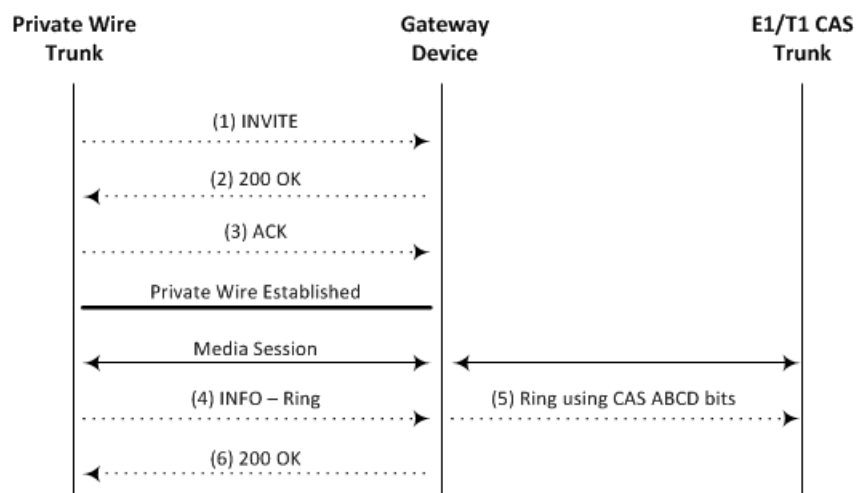 Private Wire
Trunk
Gateway
Device
E1/T1 CAS
Trunk
(1) INVITE
(2) 200 OK
(3) ACK
Private Wire Established
Media Session
(4) INFO – Ring
(5) Ring using CAS ABCD bits
(6) 200 OK